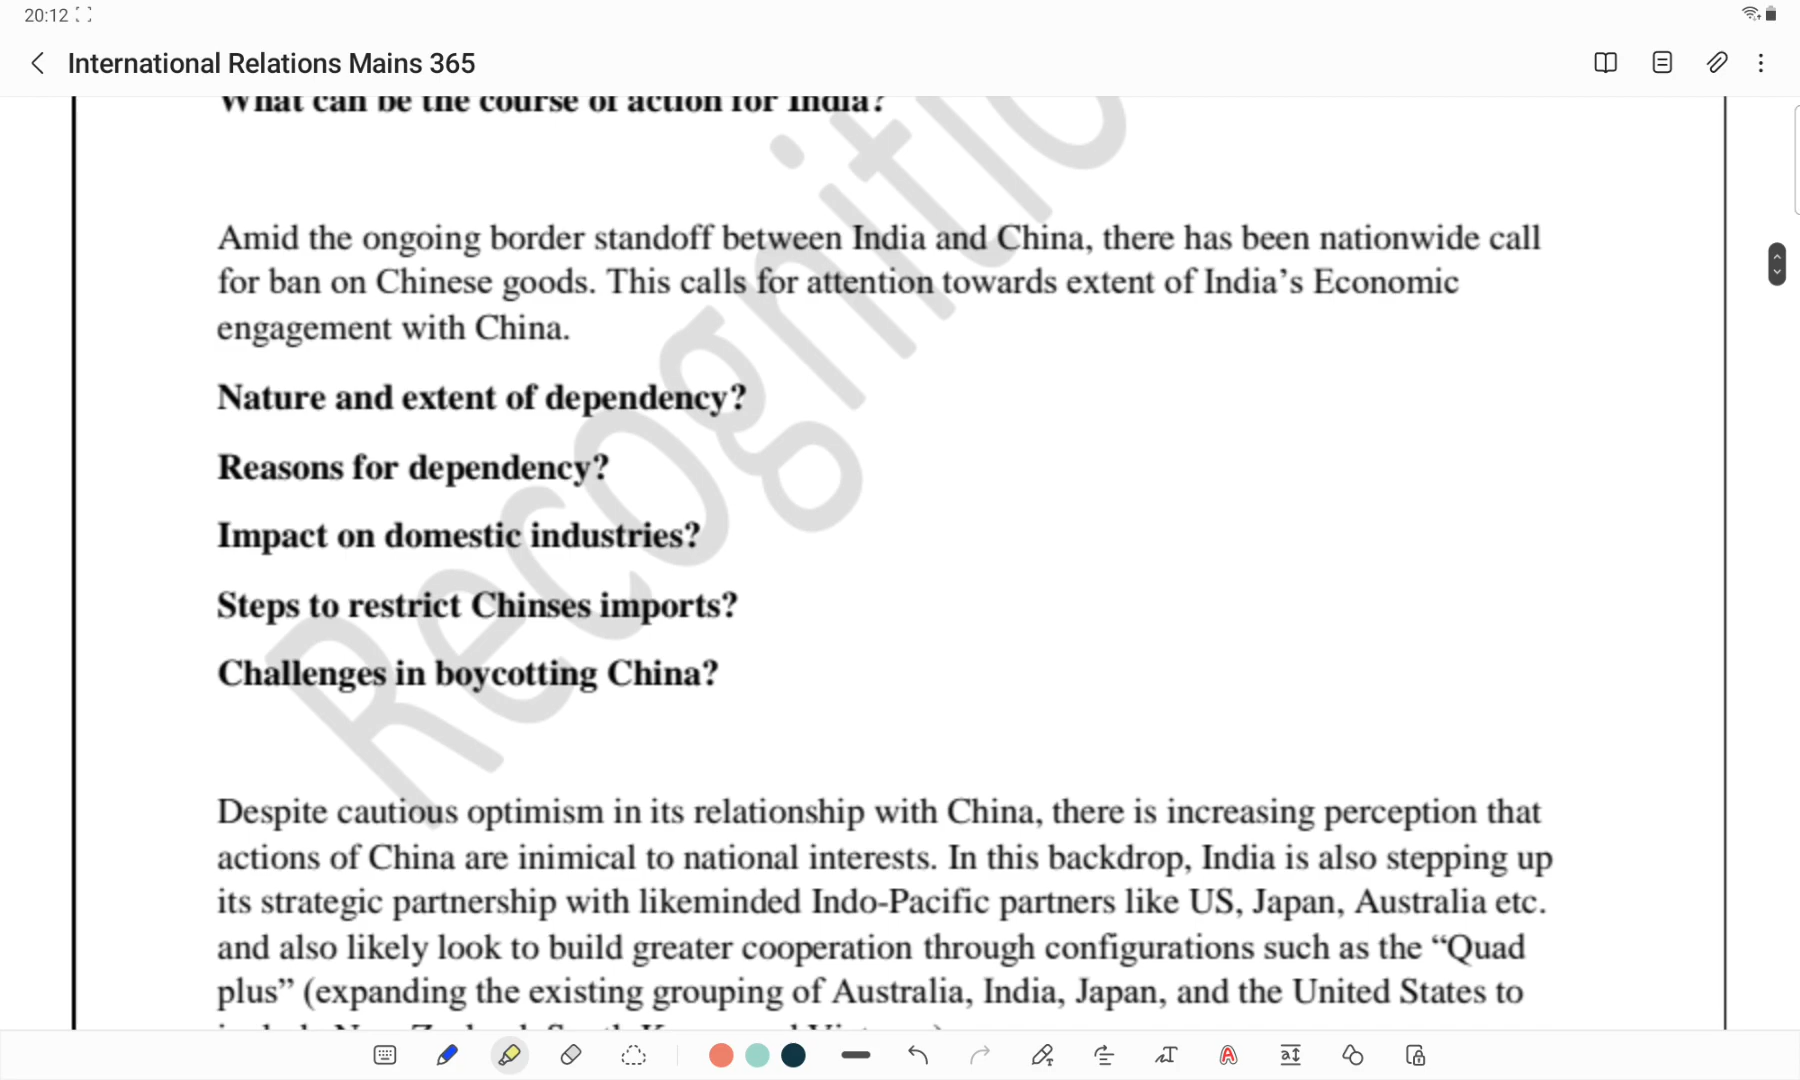 20:12
International Relations Mains 365
What can be the course of action for India?
Amid the ongoing border standoff between India and China, there has been nationwide call
for ban on Chinese goods. This calls for attention towards extent of India’s Economic
engagement with China.
Nature and extent of dependency?
Reasons for dependency?
Impact on domestic industries?
Steps to restrict Chinses imports?
Challenges in boycotting China?
Despite cautious optimism in its relationship with China, there is increasing perception that
actions of China are inimical to national interests. In this backdrop, India is also stepping up
its strategic partnership with likeminded Indo-Pacific partners like US, Japan, Australia etc.
and also likely look to build greater cooperation through configurations such as the “Quad
plus” (expanding the existing grouping of Australia, India, Japan, and the United States to
Recognitio